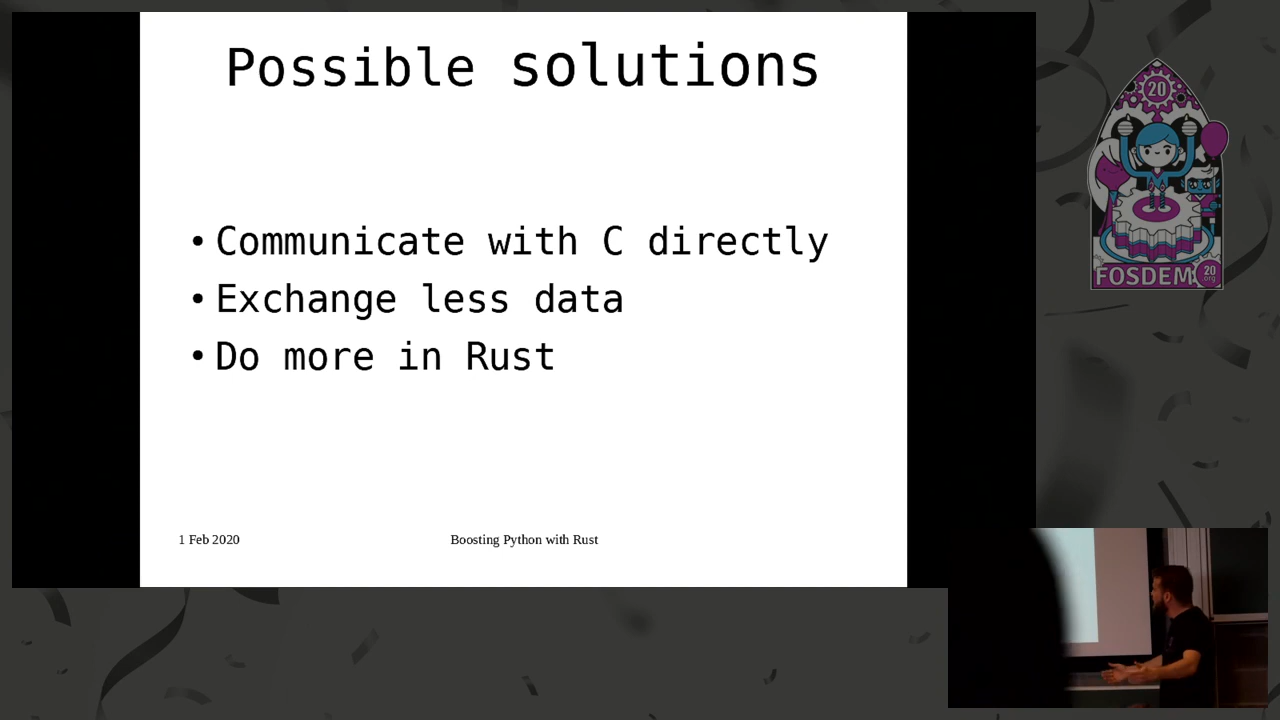 Possible solutions
• Communicate with C directly
• Exchange less data
• Do more in Rust
1 Feb 2020
Boosting Python with Rust
20
FOSDEM
20
.org